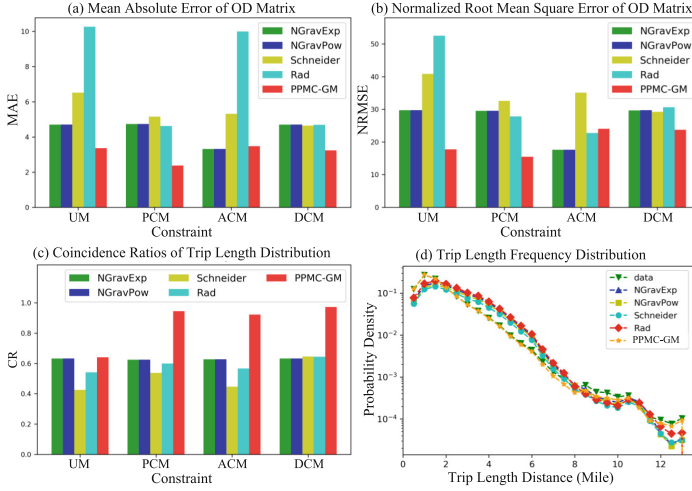 (a) Mean Absolute Error of OD Matrix
10
8
6
4
2
0
MAE
NGravExp
NGravPow
Schneider
Rad
PPMC-GM
UM PCM ACM DCM
Constraint
(b) Normalized Root Mean Square Error of OD Matrix
50
40
30
20
10
0
NRMSE
NGravExp
NGravPow
Schneider
Rad
PPMC-GM
UM PCM ACM DCM
Constraint
(c) Coincidence Ratios of Trip Length Distribution
1.0
0.8
0.6
0.4
0.2
0.0
CR
NGravExp Schneider PPMC-GM
NGravPow Rad
UM PCM ACM DCM
Constraint
(d) Trip Length Frequency Distribution
10⁻¹
10⁻²
10⁻³
10⁻⁴
Probability Density
data
NGravExp
NGravPow
Schneider
Rad
PPMC-GM
0 2 4 6 8 10 12
Trip Length Distance (Mile)